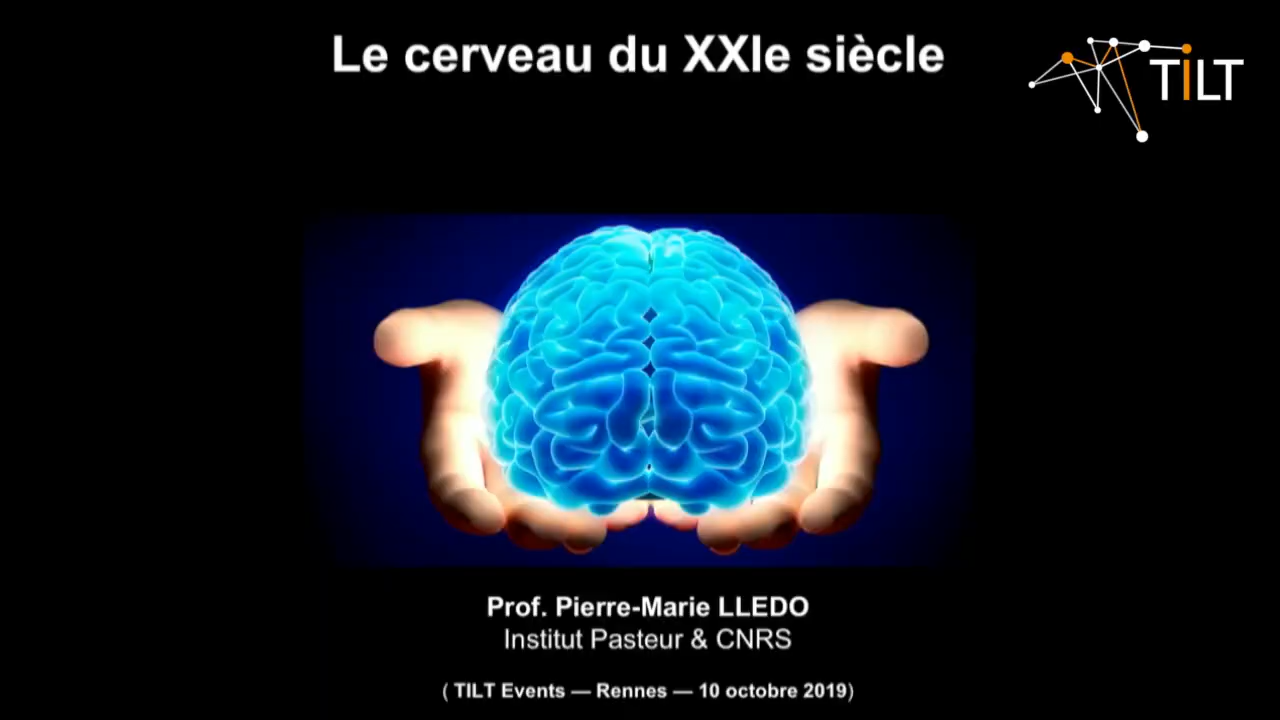 Le cerveau du XXIe siècle
TiLT
Prof. Pierre-Marie LLEDO
Institut Pasteur & CNRS
( TILT Events — Rennes — 10 octobre 2019)